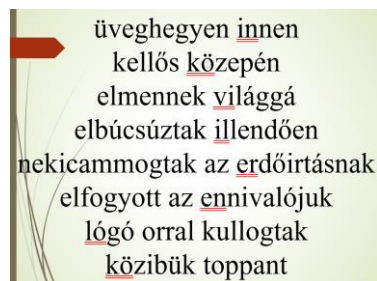 üveghegyen innen
kellős közepén
elmennek világgá
elbúcsúztak illendően
nekicammogtak az erdőirtásnak
elfogyott az ennivalójuk
lógó orral kullogtak
közibük toppant